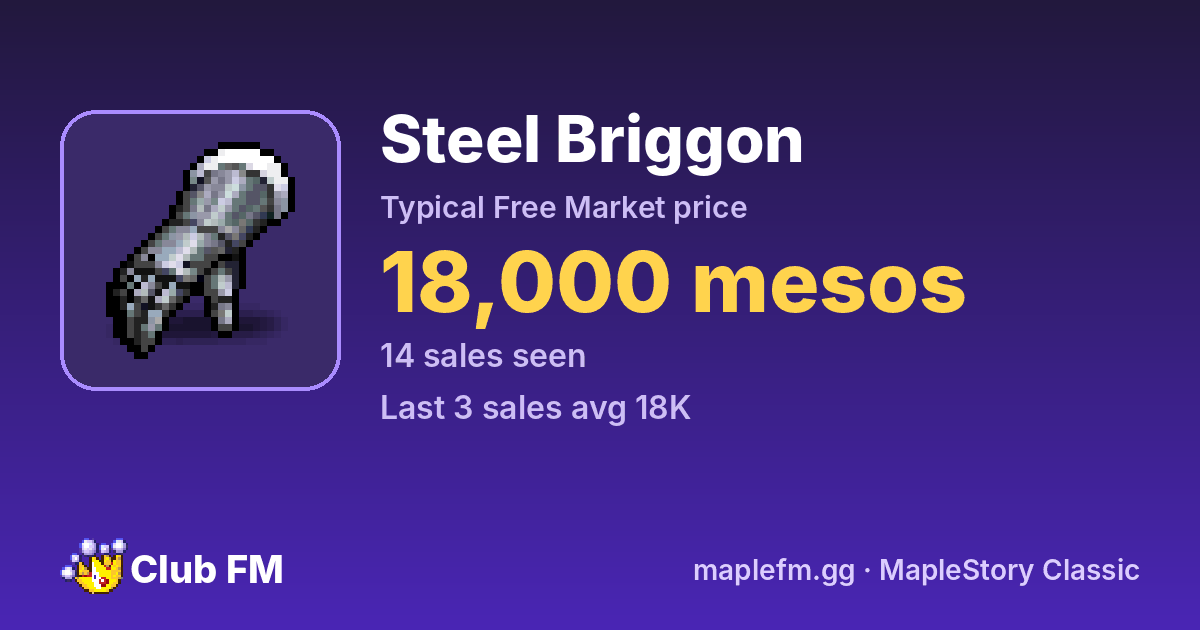 Steel Briggon
Typical Free Market price
18,000 mesos
14 sales seen
Last 3 sales avg 18K
Club FM
maplefm.gg · MapleStory Classic